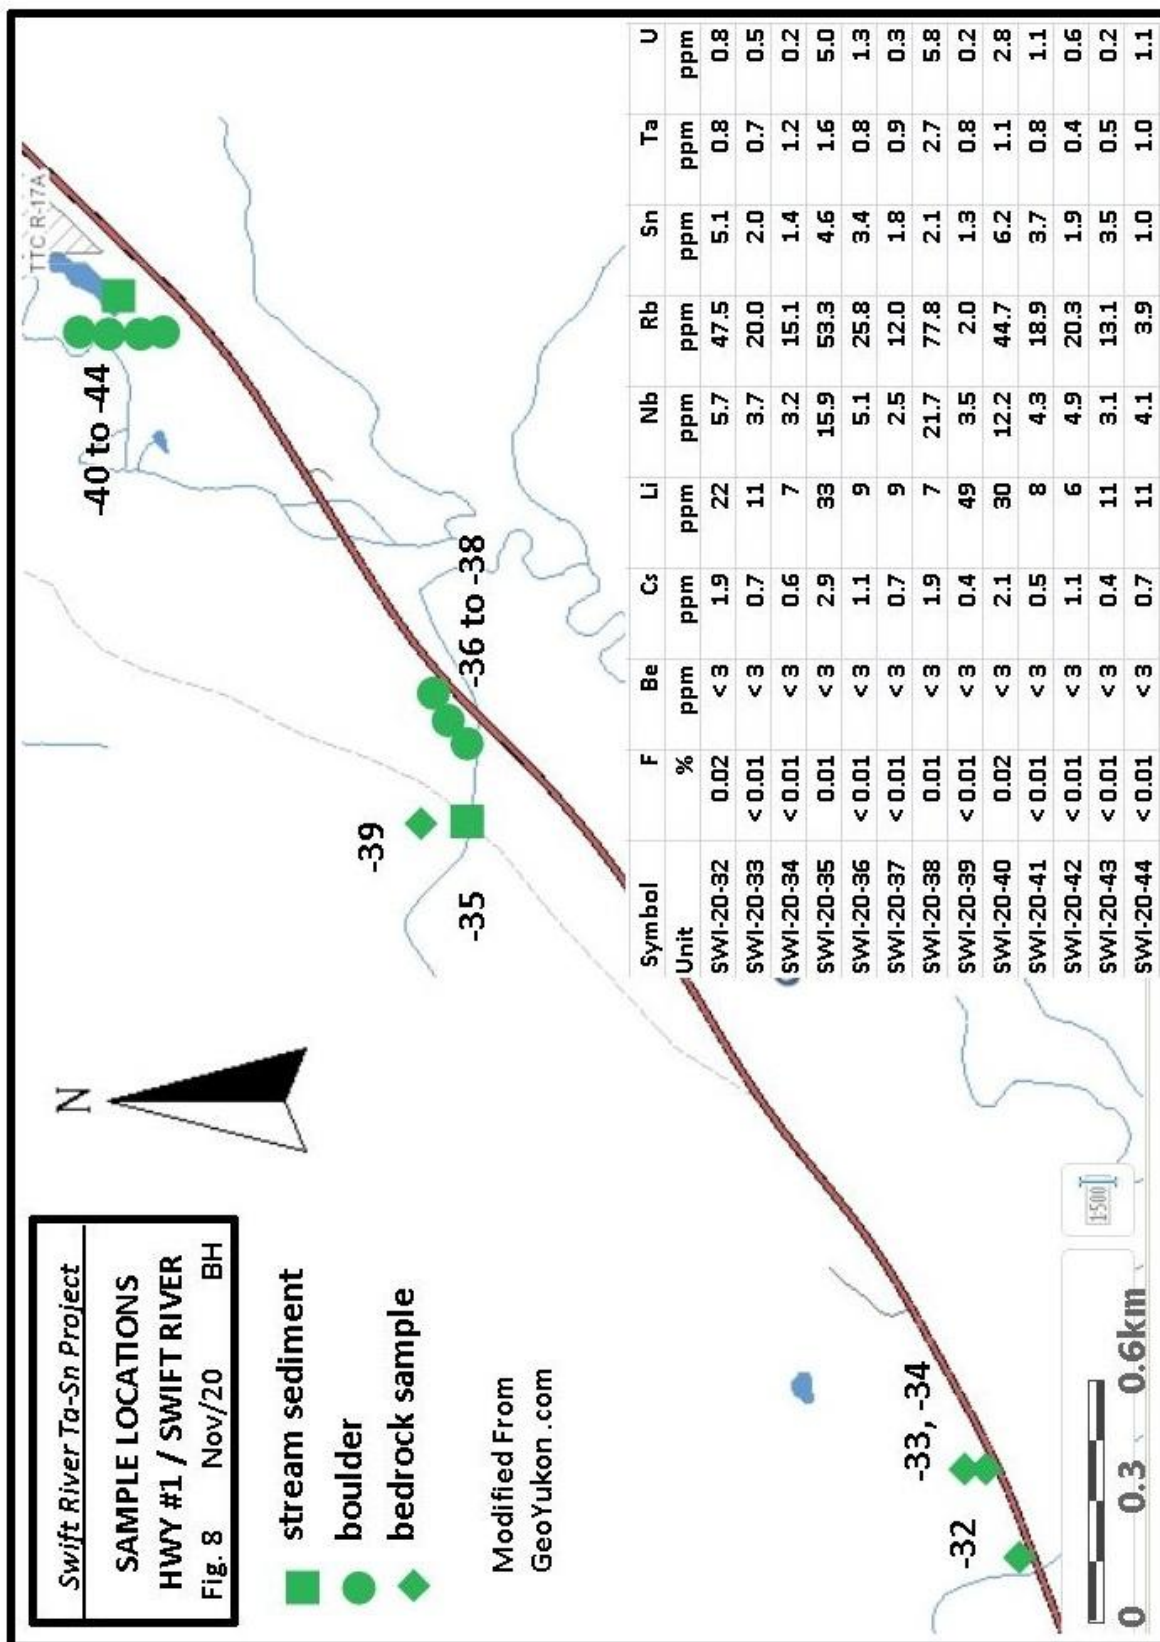 Swift River Ta-Sn Project
SAMPLE LOCATIONS
HWY #1 / SWIFT RIVER
Fig. 8 Nov/20 BH
N
stream sediment
boulder
bedrock sample
Modified From
GeoYukon .com
TTC R-17A
-40 to -44
-36 to -38
-39
-35
-33, -34
-32
0 0.3 0.6km
1:500
Symbol F Be Cs Li Nb Rb Sn Ta U
Unit % ppm ppm ppm ppm ppm ppm ppm ppm
SWI-20-32 0.02 < 3 1.9 22 5.7 47.5 5.1 0.8 0.8
SWI-20-33 < 0.01 < 3 0.7 11 3.7 20.0 2.0 0.7 0.5
SWI-20-34 < 0.01 < 3 0.6 7 3.2 15.1 1.4 1.2 0.2
SWI-20-35 0.01 < 3 2.9 33 15.9 53.3 4.6 1.6 5.0
SWI-20-36 < 0.01 < 3 1.1 9 5.1 25.8 3.4 0.8 1.3
SWI-20-37 < 0.01 < 3 0.7 9 2.5 12.0 1.8 0.9 0.3
SWI-20-38 0.01 < 3 1.9 7 21.7 77.8 2.1 2.7 5.8
SWI-20-39 < 0.01 < 3 0.4 49 3.5 2.0 1.3 0.8 0.2
SWI-20-40 0.02 < 3 2.1 30 12.2 44.7 6.2 1.1 2.8
SWI-20-41 < 0.01 < 3 0.5 8 4.3 18.9 3.7 0.8 1.1
SWI-20-42 < 0.01 < 3 1.1 6 4.9 20.3 1.9 0.4 0.6
SWI-20-43 < 0.01 < 3 0.4 11 3.1 13.1 3.5 0.5 0.2
SWI-20-44 < 0.01 < 3 0.7 11 4.1 3.9 1.0 1.0 1.1